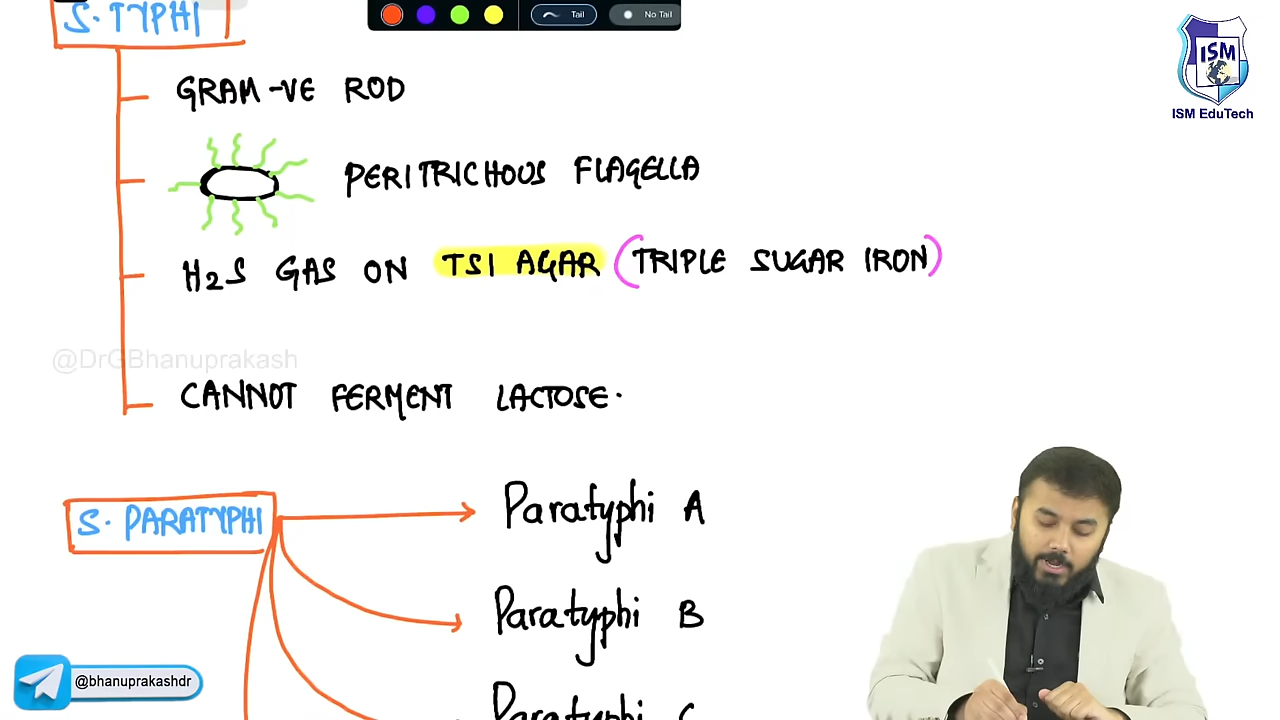 S. TYPHI
Tail
No Tail
ISM
ISM EduTech
GRAM -VE ROD
PERITRICHOUS FLAGELLA
H2S GAS ON TSI AGAR (TRIPLE SUGAR IRON)
@DrGBhanuprakash
CANNOT FERMENT LACTOSE.
S. PARATYPHI
Paratyphi A
Paratyphi B
Paratyphi C
@bhanuprakashdr